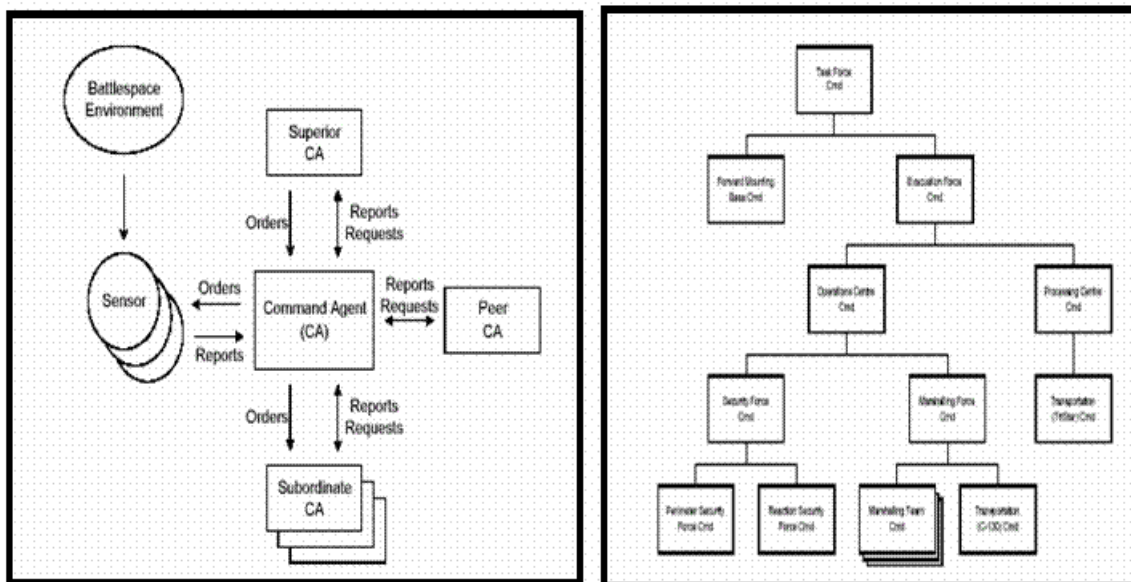 Battlespace
Environment
Superior
CA
Orders
Reports
Requests
Sensor
Orders
Reports
Command Agent
(CA)
Reports
Requests
Peer
CA
Orders
Reports
Requests
Subordinate
CA
Task Force
Cmd
Forward Mounting
Base Cmd
Evacuation Force
Cmd
Operations Centre
Cmd
Processing Centre
Cmd
Security Force
Cmd
Marshalling Force
Cmd
Transportation
(TriStar) Cmd
Perimeter Security
Force Cmd
Reaction Security
Force Cmd
Marshalling Team
Cmd
Transportation
(C-130) Cmd